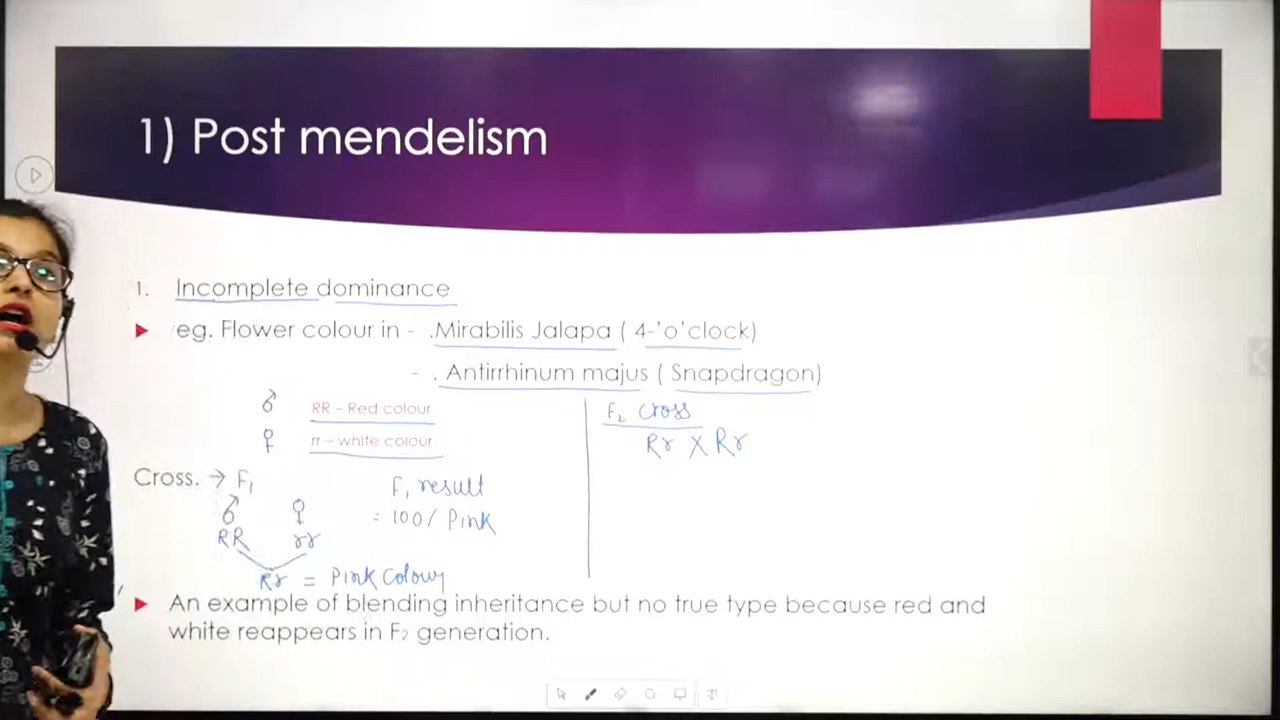 1) Post mendelism
1. Incomplete dominance
eg. Flower colour in - .Mirabilis Jalapa ( 4-'o'clock)
- . Antirrhinum majus ( Snapdragon)
♂ RR – Red colour
♀ rr – white colour
Cross. → F₁
♂ ♀
RR rr
Rr = Pink Colour
F₁ result
= 100/ Pink
F₂ Cross
Rr X Rr
An example of blending inheritance but no true type because red and
white reappears in F₂ generation.